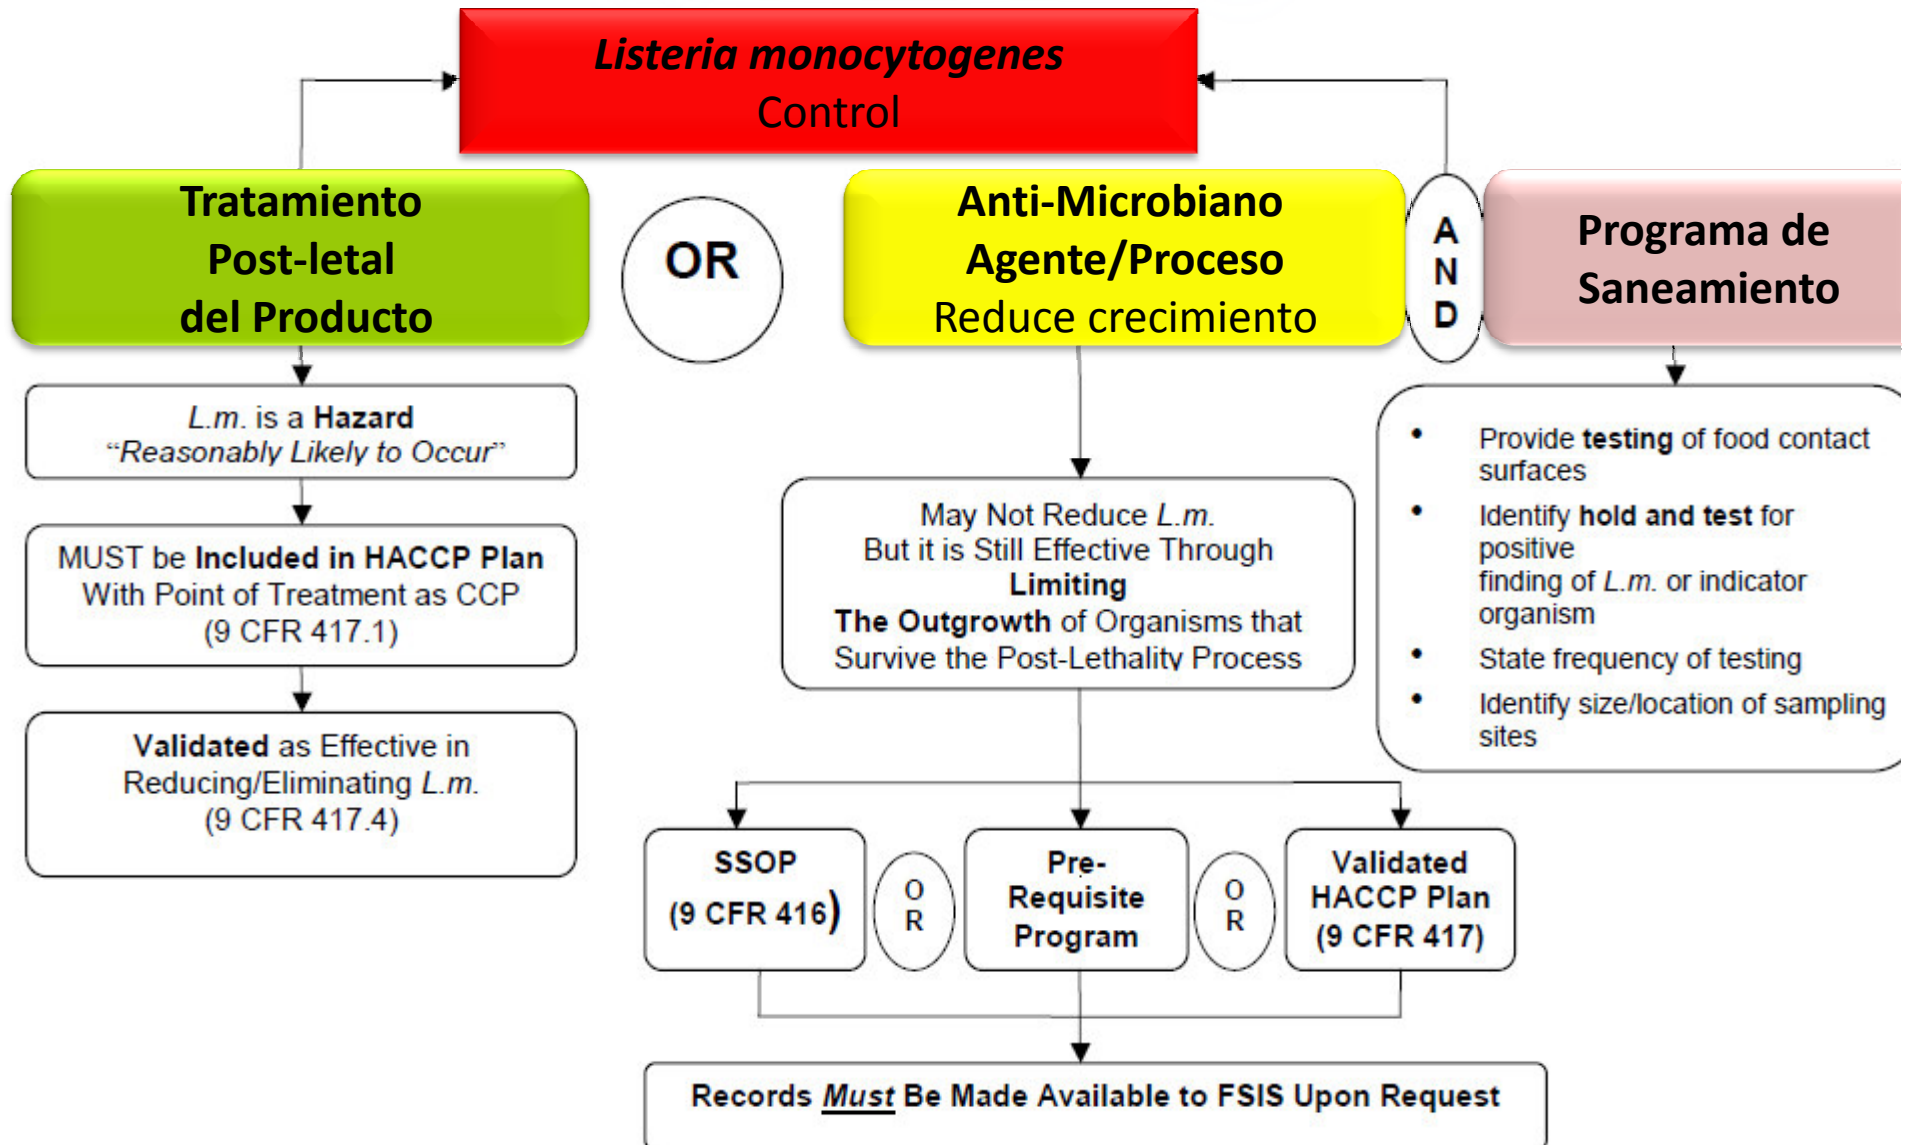 Listeria monocytogenes
Control
Tratamiento
Post-letal
del Producto
OR
Anti-Microbiano
Agente/Proceso
Reduce crecimiento
A
N
D
Programa de
Saneamiento
L.m. is a Hazard
“Reasonably Likely to Occur”
MUST be Included in HACCP Plan
With Point of Treatment as CCP
(9 CFR 417.1)
Validated as Effective in
Reducing/Eliminating L.m.
(9 CFR 417.4)
May Not Reduce L.m.
But it is Still Effective Through
Limiting
The Outgrowth of Organisms that
Survive the Post-Lethality Process
• Provide testing of food contact
surfaces
• Identify hold and test for
positive
finding of L.m. or indicator
organism
• State frequency of testing
• Identify size/location of sampling
sites
SSOP
(9 CFR 416)
O
R
Pre-
Requisite
Program
O
R
Validated
HACCP Plan
(9 CFR 417)
Records Must Be Made Available to FSIS Upon Request